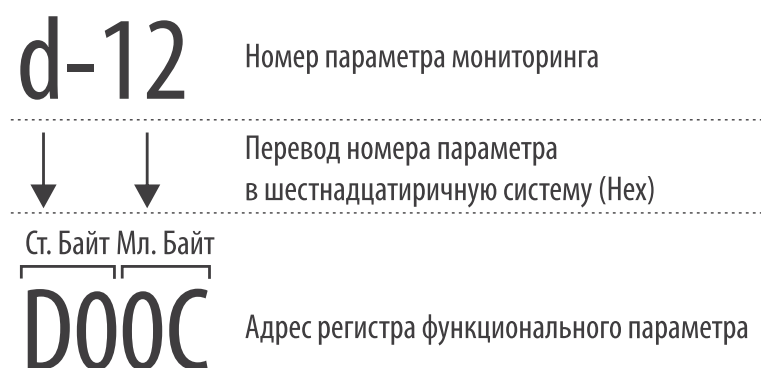 d-12
Номер параметра мониторинга
Перевод номера параметра
в шестнадцатиричную систему (Hex)
Ст. Байт Мл. Байт
D00C
Адрес регистра функционального параметра